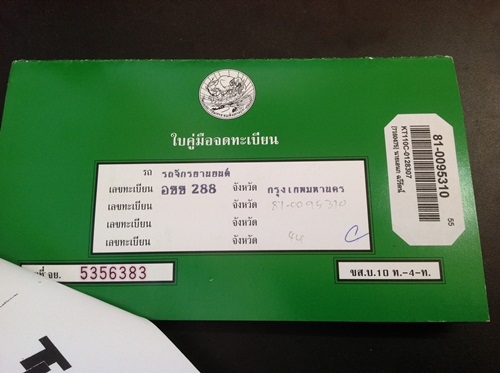 ใบคู่มือจดทะเบียน
รถ รถจักรยานยนต์
เลขทะเบียน 288 จังหวัด กรุงเทพมหานคร
เลขทะเบียน จังหวัด 81-0095310
เลขทะเบียน จังหวัด
เลขทะเบียน จังหวัด
จย. 5356383
ขส.บ.10 ท.-4-ท.
81-0095310
KT110C-0128307
55